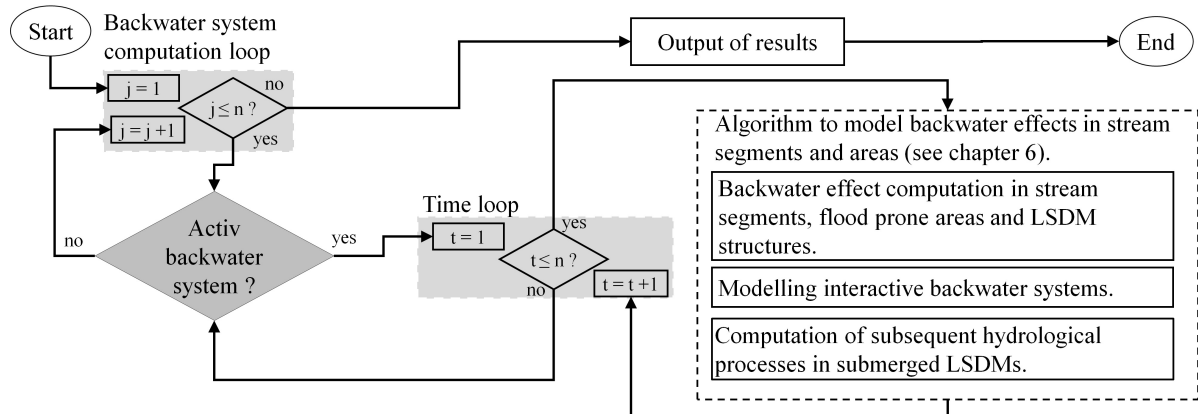 Start
Backwater system
computation loop
j = 1
j = j +1
j ≤ n ?
no
yes
Output of results
End
Activ
backwater
system ?
no
yes
Time loop
t = 1
t ≤ n ?
yes
no
t = t +1
Algorithm to model backwater effects in stream
segments and areas (see chapter 6).
Backwater effect computation in stream
segments, flood prone areas and LSDM
structures.
Modelling interactive backwater systems.
Computation of subsequent hydrological
processes in submerged LSDMs.